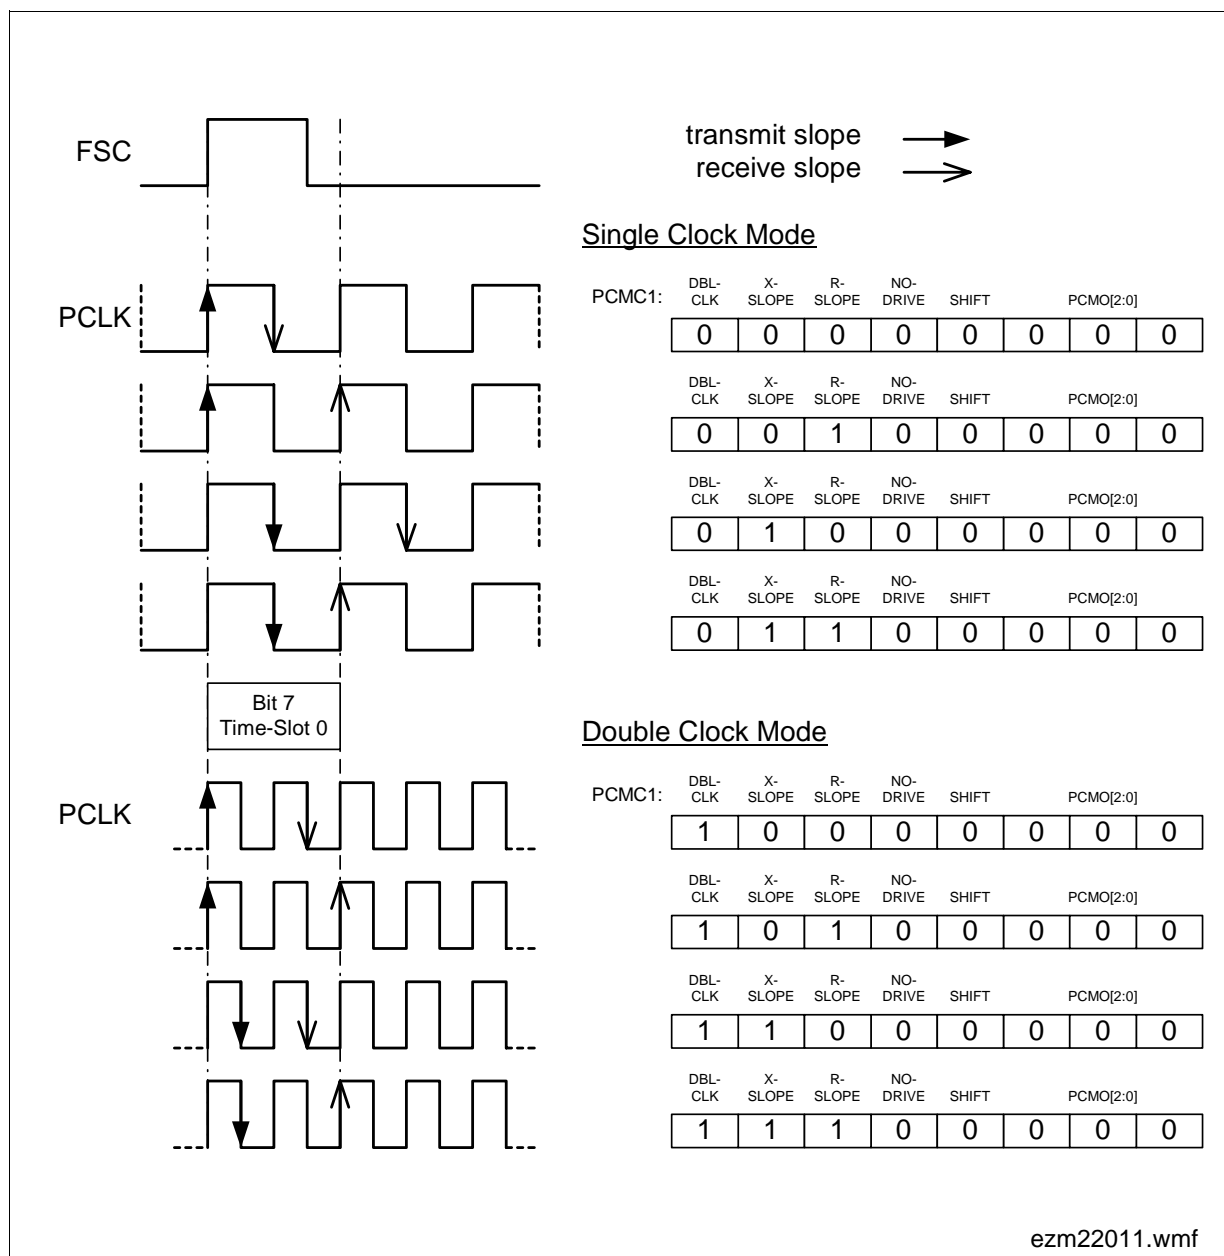 FSC
transmit slope
receive slope
Single Clock Mode
PCLK
PCMC1:
DBL- X- R- NO-
CLK SLOPE SLOPE DRIVE SHIFT PCMO[2:0]
0 0 0 0 0 0 0 0
DBL- X- R- NO-
CLK SLOPE SLOPE DRIVE SHIFT PCMO[2:0]
0 0 1 0 0 0 0 0
DBL- X- R- NO-
CLK SLOPE SLOPE DRIVE SHIFT PCMO[2:0]
0 1 0 0 0 0 0 0
DBL- X- R- NO-
CLK SLOPE SLOPE DRIVE SHIFT PCMO[2:0]
0 1 1 0 0 0 0 0
Bit 7
Time-Slot 0
Double Clock Mode
PCLK
PCMC1:
DBL- X- R- NO-
CLK SLOPE SLOPE DRIVE SHIFT PCMO[2:0]
1 0 0 0 0 0 0 0
DBL- X- R- NO-
CLK SLOPE SLOPE DRIVE SHIFT PCMO[2:0]
1 0 1 0 0 0 0 0
DBL- X- R- NO-
CLK SLOPE SLOPE DRIVE SHIFT PCMO[2:0]
1 1 0 0 0 0 0 0
DBL- X- R- NO-
CLK SLOPE SLOPE DRIVE SHIFT PCMO[2:0]
1 1 1 0 0 0 0 0
ezm22011.wmf